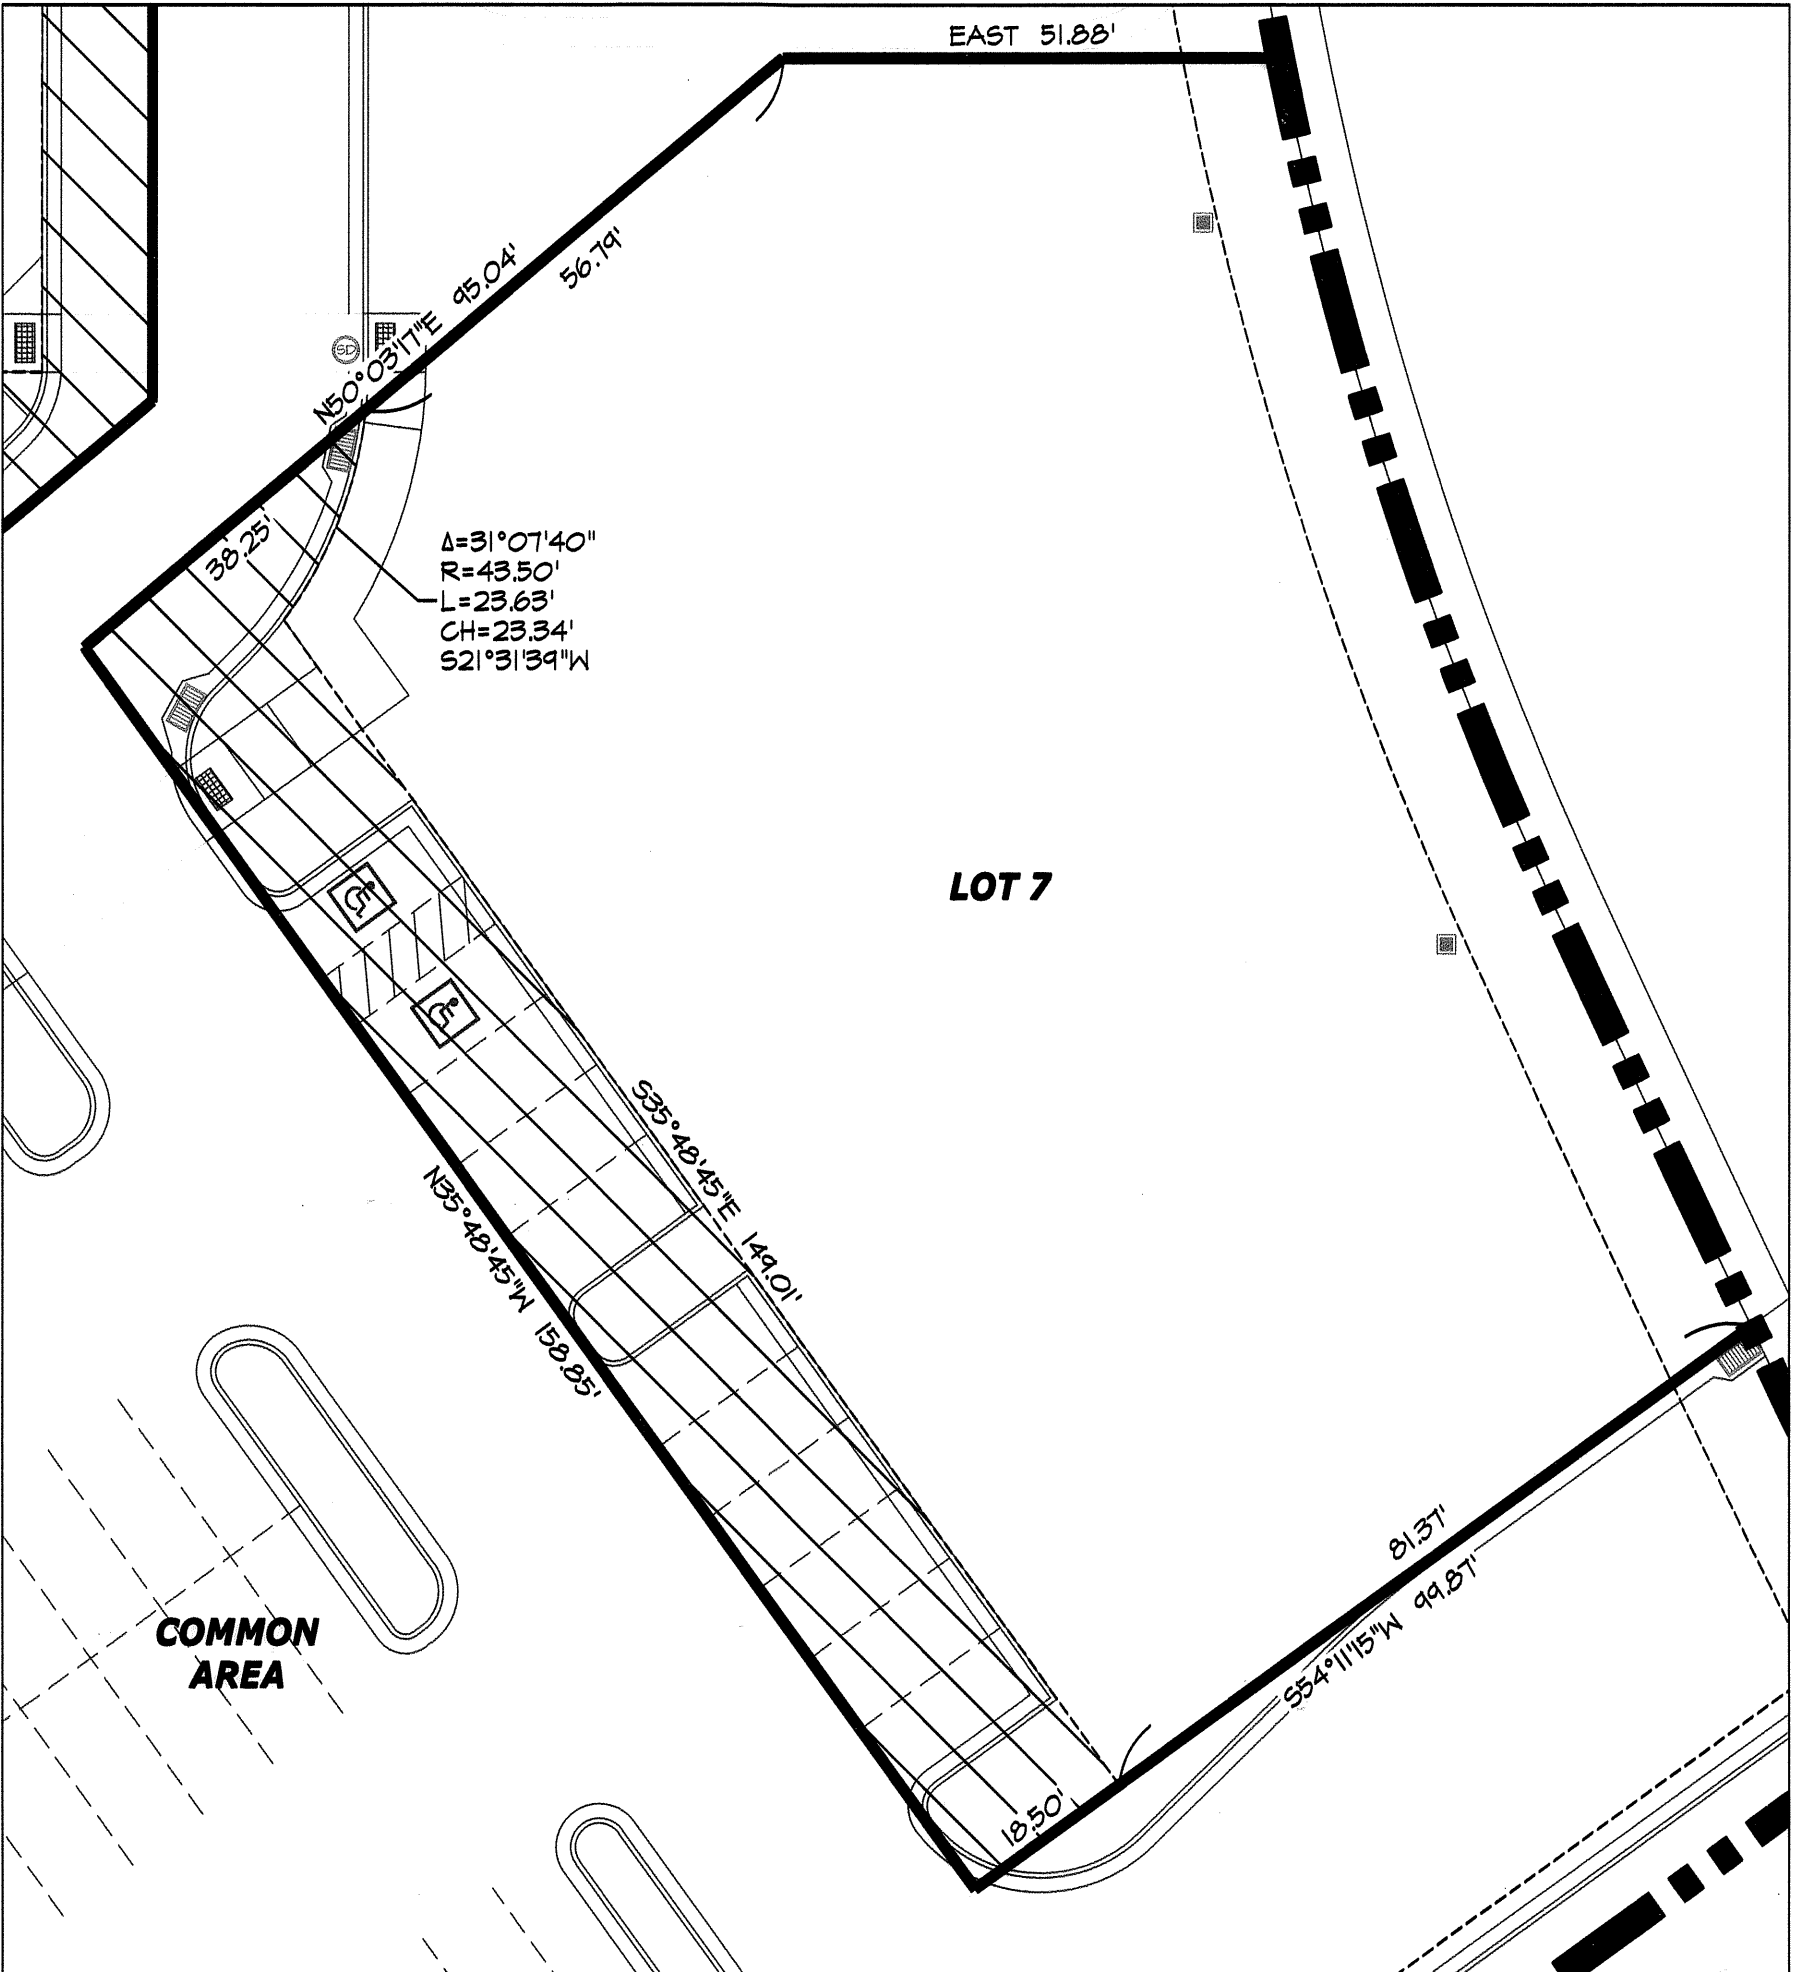 EAST 51.88'
N50°03'17"E 95.04'
56.79'
SD
38.25'
Δ=31°07'40"
R=43.50'
L=23.63'
CH=23.34'
S21°31'39"W
LOT 7
S35°48'45"E 149.01'
N35°48'45"W 158.85'
81.37'
S54°11'15"W 99.87'
18.50'
COMMON
AREA